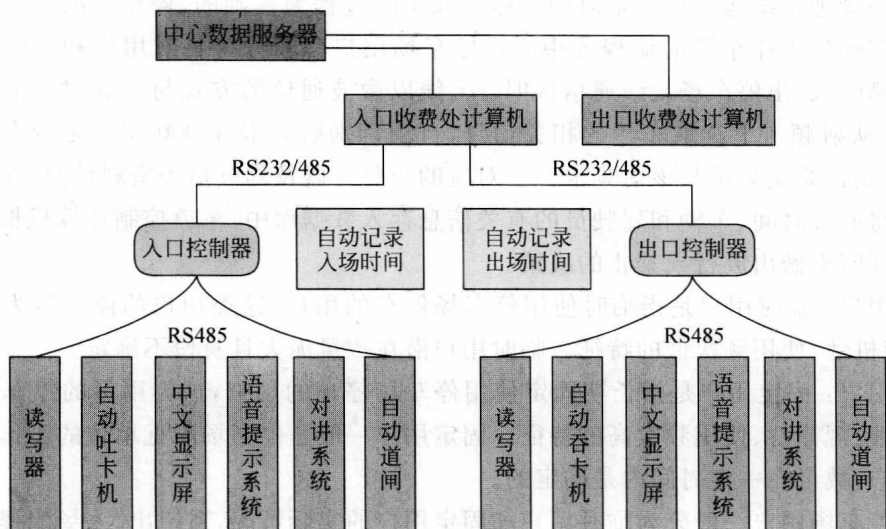 中心数据服务器
入口收费处计算机
出口收费处计算机
RS232/485
RS232/485
入口控制器
自动记录
入场时间
自动记录
出场时间
出口控制器
RS485
RS485
读写器
自动吐卡机
中文显示屏
语音提示系统
对讲系统
自动道闸
读写器
自动吞卡机
中文显示屏
语音提示系统
对讲系统
自动道闸